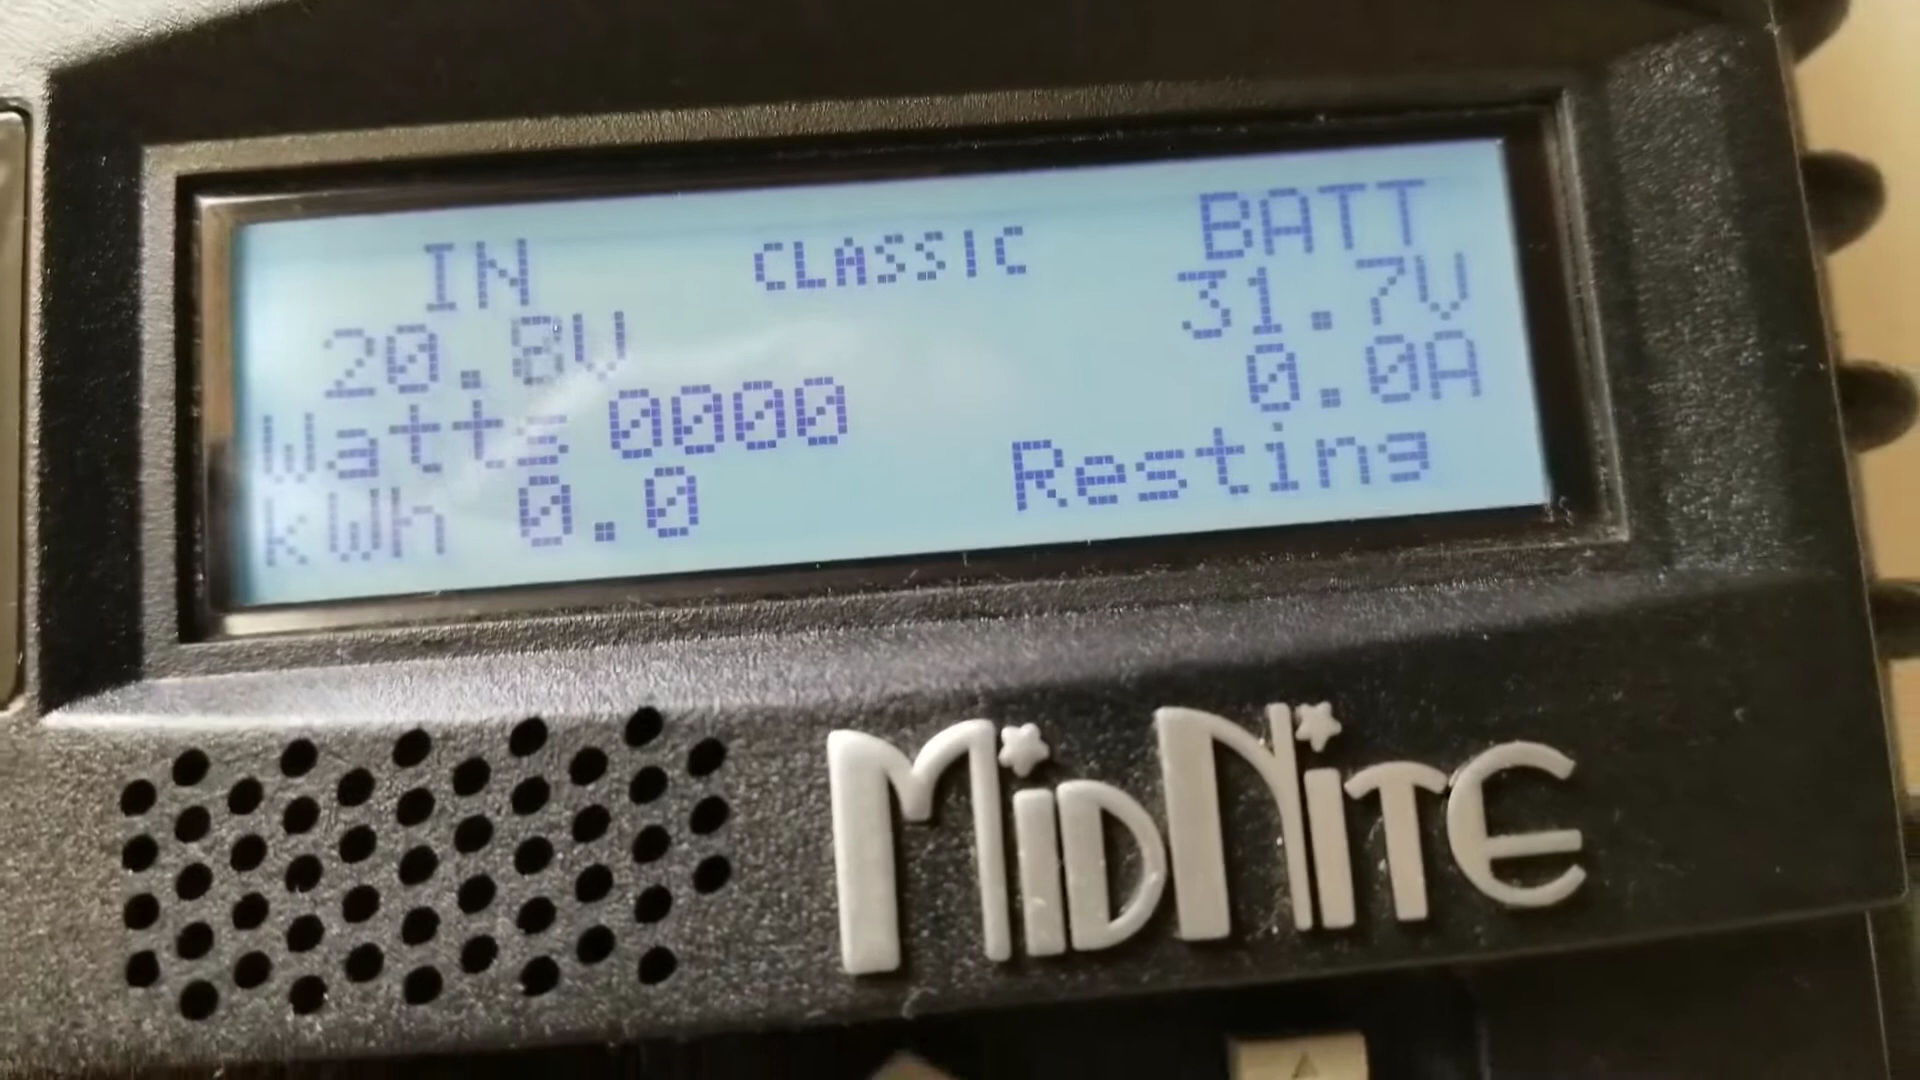 IN CLASSIC BATT
20.8V 31.7V
0.0A
Watts 0000
kWh 0.0 Resting
MidNite